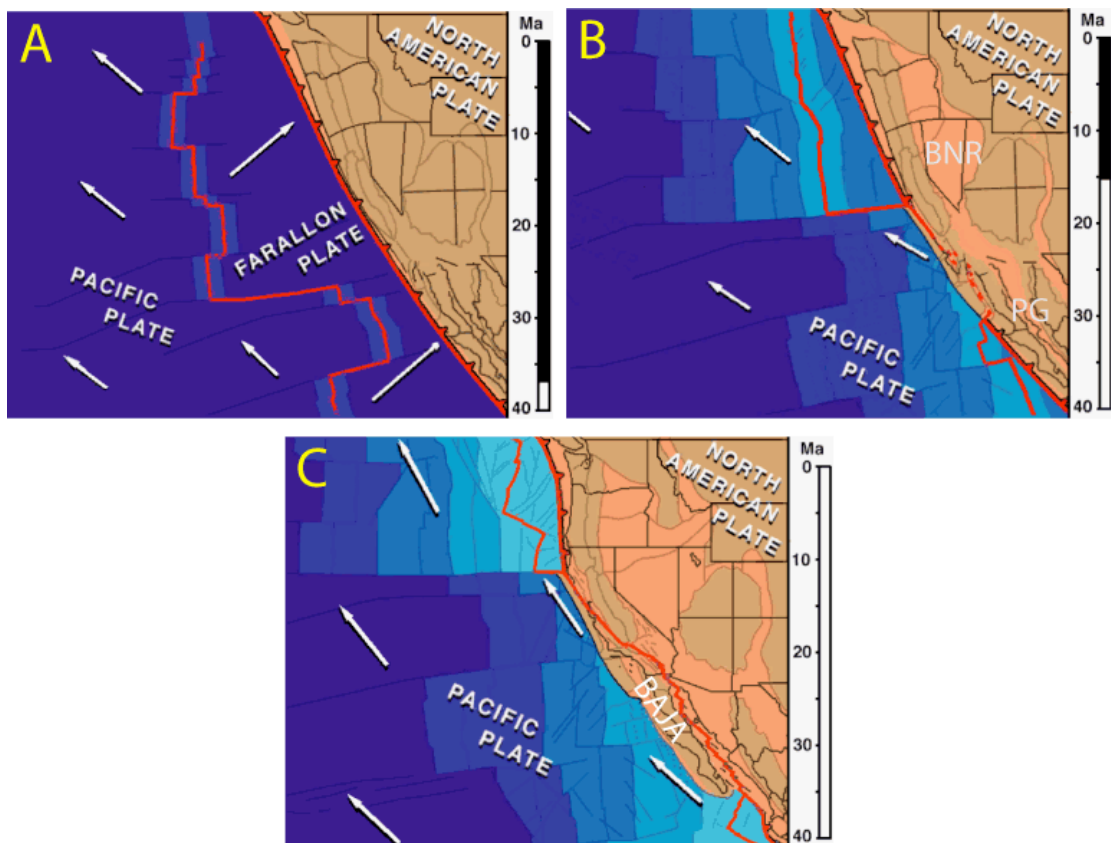 A
NORTH
AMERICAN
PLATE
FARALLON
PLATE
PACIFIC
PLATE
Ma
0
10
20
30
40
B
NORTH
AMERICAN
PLATE
BNR
PG
PACIFIC
PLATE
Ma
0
10
20
30
40
C
NORTH
AMERICAN
PLATE
BAJA
PACIFIC
PLATE
Ma
0
10
20
30
40